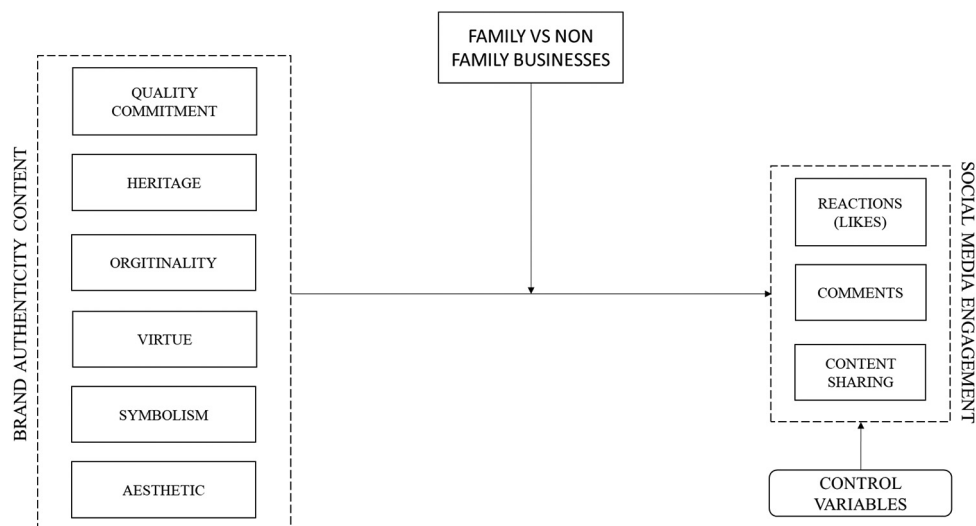 FAMILY VS NON
FAMILY BUSINESSES
BRAND AUTHENTICITY CONTENT
QUALITY
COMMITMENT
HERITAGE
ORGITINALITY
VIRTUE
SYMBOLISM
AESTHETIC
REACTIONS
(LIKES)
COMMENTS
CONTENT
SHARING
SOCIAL MEDIA ENGAGEMENT
CONTROL
VARIABLES